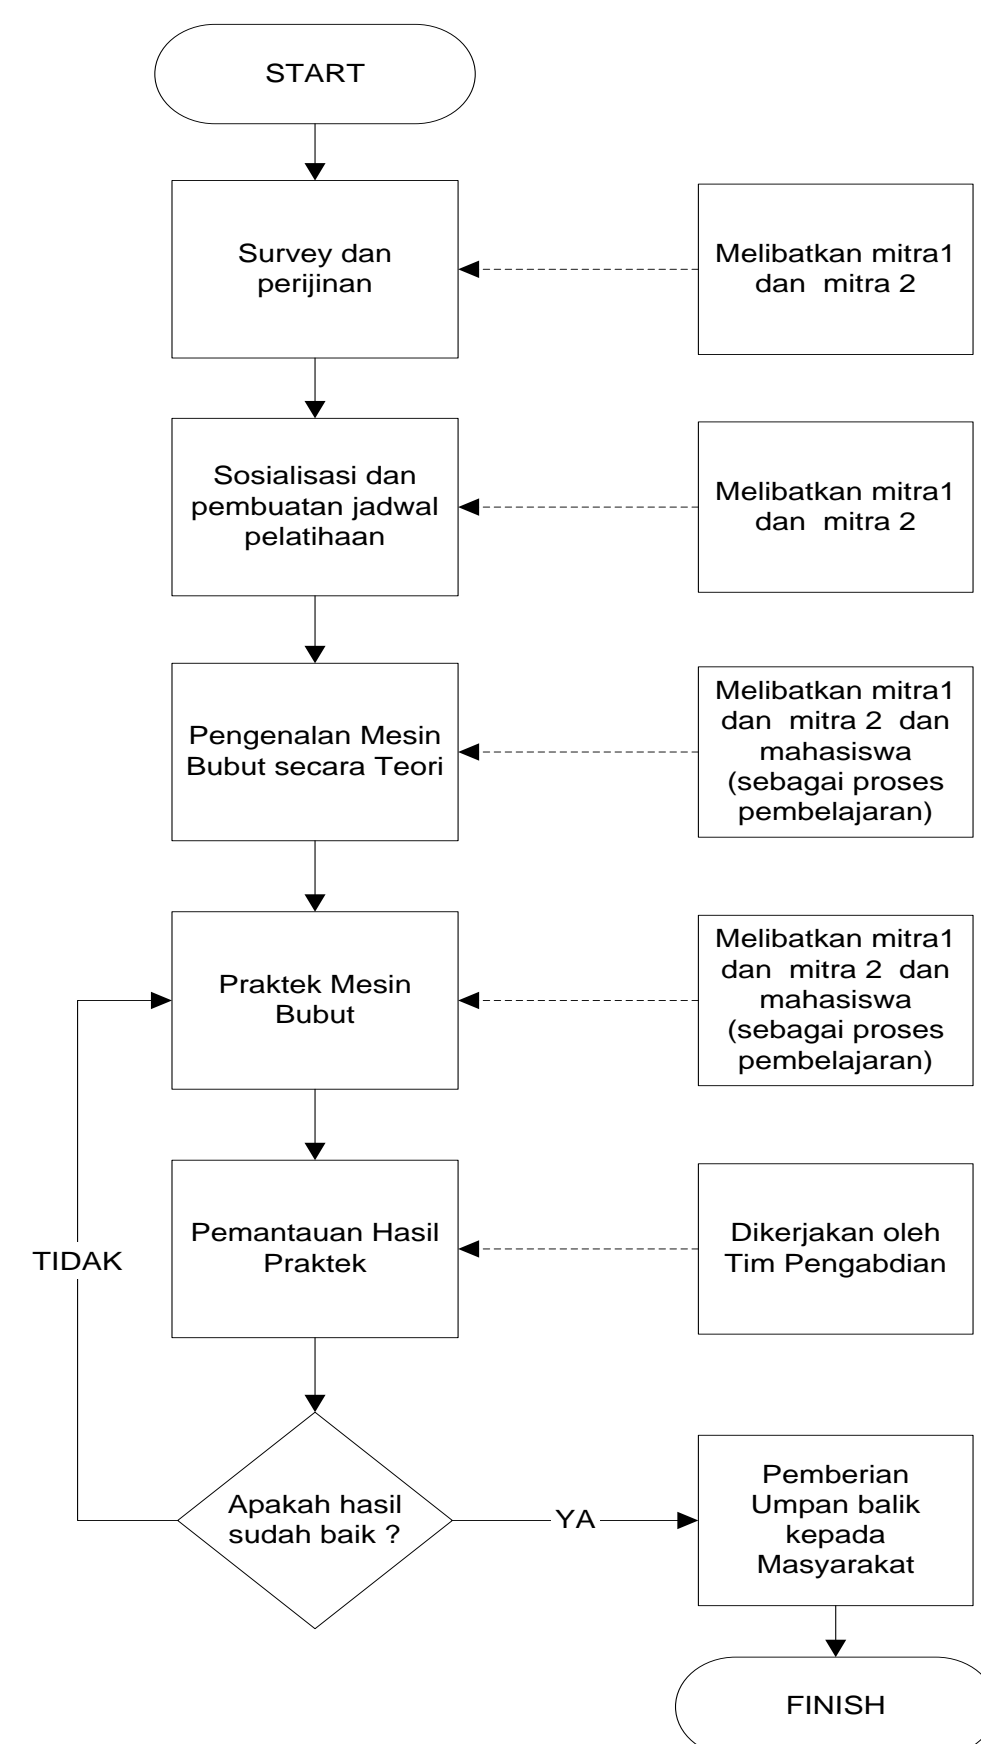 START
Survey dan
perijinan
Melibatkan mitra1
dan mitra 2
Sosialisasi dan
pembuatan jadwal
pelatihaan
Melibatkan mitra1
dan mitra 2
Pengenalan Mesin
Bubut secara Teori
Melibatkan mitra1
dan mitra 2 dan
mahasiswa
(sebagai proses
pembelajaran)
Praktek Mesin
Bubut
Melibatkan mitra1
dan mitra 2 dan
mahasiswa
(sebagai proses
pembelajaran)
Pemantauan Hasil
Praktek
Dikerjakan oleh
Tim Pengabdian
TIDAK
Apakah hasil
sudah baik ?
YA
Pemberian
Umpan balik
kepada
Masyarakat
FINISH